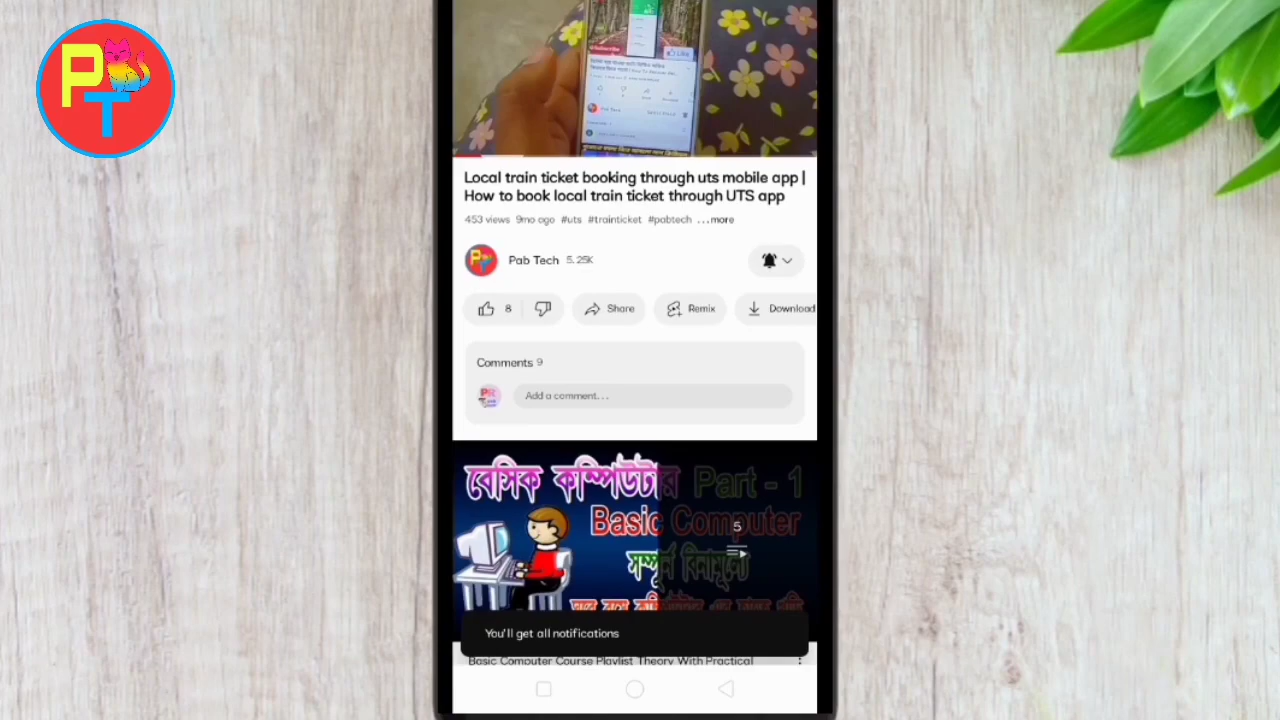 PT
Like
Local train ticket booking through uts mobile app |
How to book local train ticket through UTS app
453 views 9mo ago #uts #trainticket #pabtech ...more
PT
Pab Tech 5.25K
8 Share Remix Download
Comments 9
Add a comment...
বেসিক কম্পিউটার Part - 1
Basic Computer
5
সম্পূর্ন বিনামূল্যে
You'll get all notifications
Basic Computer Course Playlist Theory With Practical